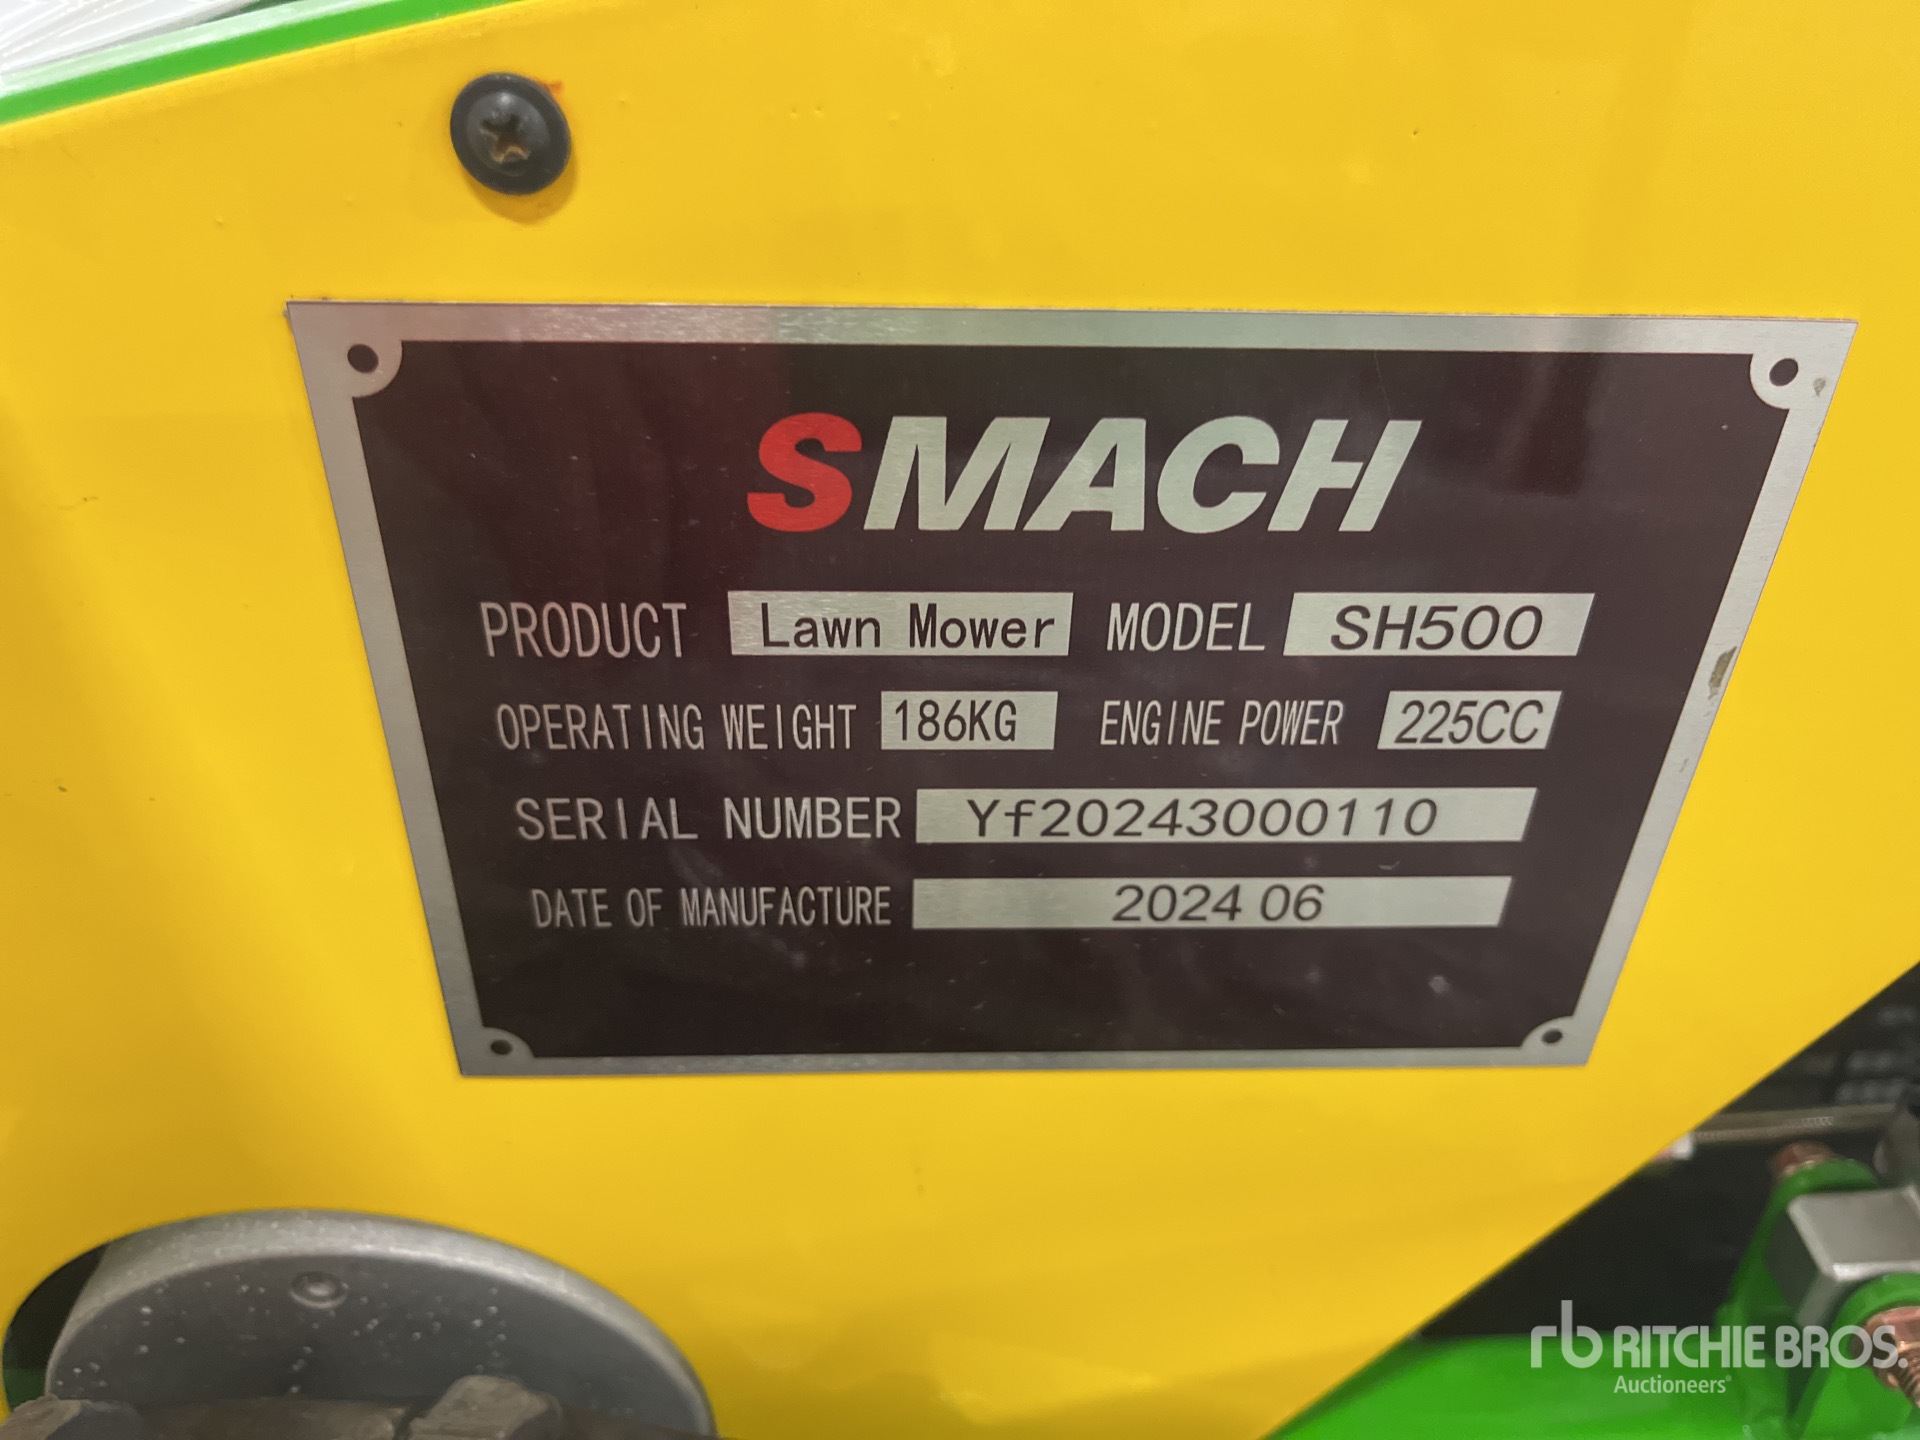 SMACH
PRODUCT Lawn Mower MODEL SH500
OPERATING WEIGHT 186KG ENGINE POWER 225CC
SERIAL NUMBER Yf20243000110
DATE OF MANUFACTURE 2024 06
rb RITCHIE BROS.
Auctioneers